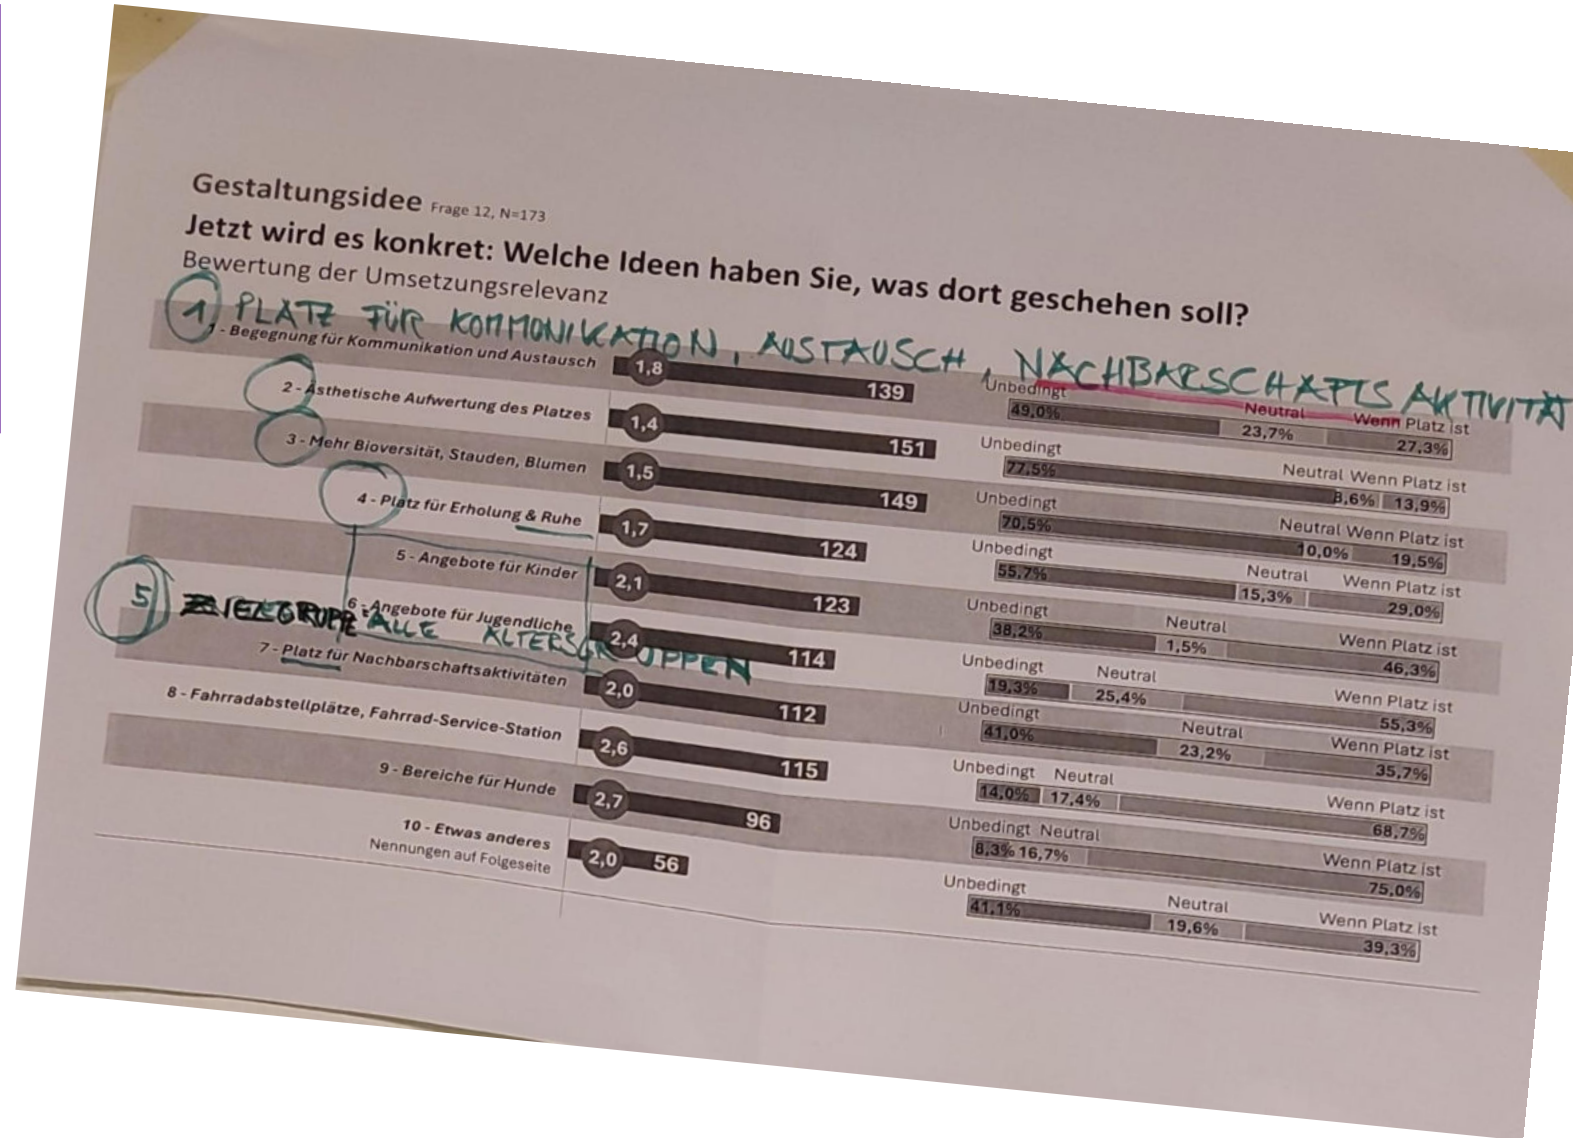 Gestaltungsidee Frage 12, N=173
Jetzt wird es konkret: Welche Ideen haben Sie, was dort geschehen soll?
Bewertung der Umsetzungsrelevanz
1, PLATZ FÜR KOMMUNIKATION, AUSTAUSCH, NACHBARSCHAFTSAKTIVITÄT
1 - Begegnung für Kommunikation und Austausch 1,8 139
Unbedingt Neutral Wenn Platz ist
49,0% 23,7% 27,3%
2 - Ästhetische Aufwertung des Platzes 1,4 151
Unbedingt Neutral Wenn Platz ist
77,5% 8,6% 13,9%
3 - Mehr Bioversität, Stauden, Blumen 1,5 149
Unbedingt Neutral Wenn Platz ist
70,5% 10,0% 19,5%
4 - Platz für Erholung & Ruhe 1,7 124
Unbedingt Neutral Wenn Platz ist
55,7% 15,3% 29,0%
5 - Angebote für Kinder 2,1 123
Unbedingt Neutral Wenn Platz ist
38,2% 1,5% 46,3%
6 - Angebote für Jugendliche 2,4 114
Unbedingt Neutral Wenn Platz ist
19,3% 25,4% 55,3%
5) ZIELGRUPPE: ALLE ALTERSGRUPPEN
7 - Platz für Nachbarschaftsaktivitäten 2,0 112
Unbedingt Neutral Wenn Platz ist
41,0% 23,2% 35,7%
8 - Fahrradabstellplätze, Fahrrad-Service-Station 2,6 115
Unbedingt Neutral Wenn Platz ist
14,0% 17,4% 68,7%
9 - Bereiche für Hunde 2,7 96
Unbedingt Neutral Wenn Platz ist
8,3% 16,7% 75,0%
10 - Etwas anderes 2,0 56
Nennungen auf Folgeseite
Unbedingt Neutral Wenn Platz ist
41,1% 19,6% 39,3%